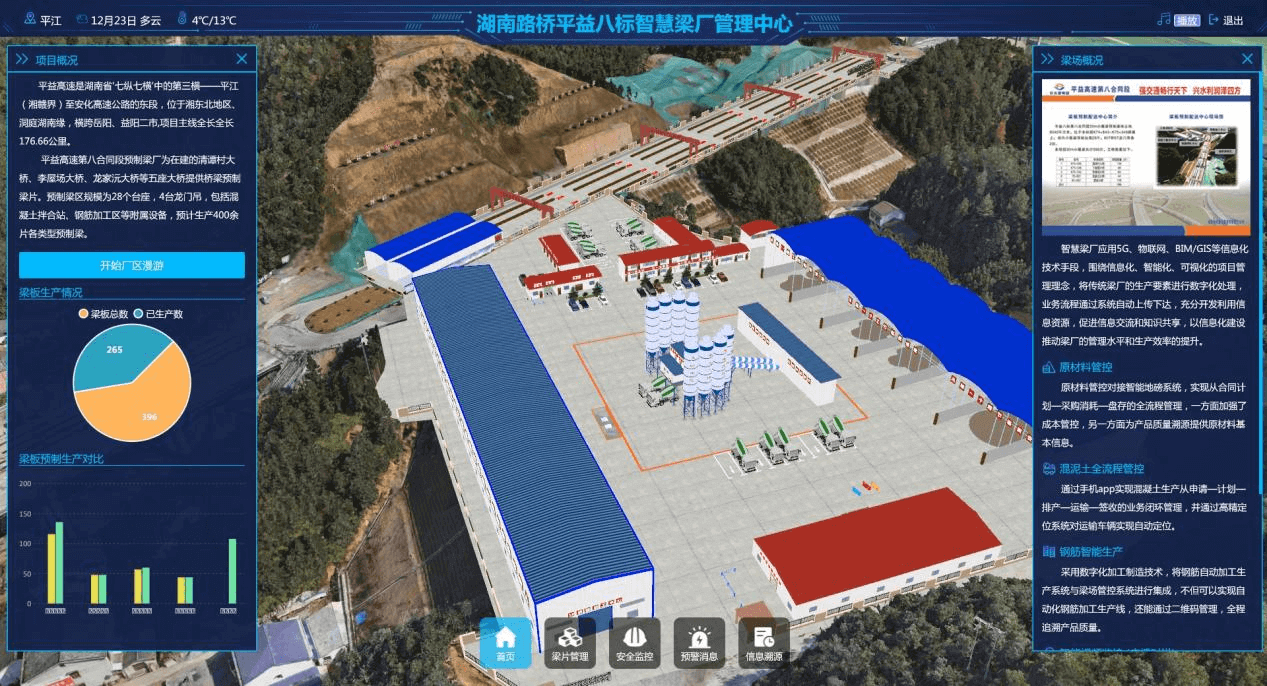 平江 12月23日 多云 4℃/13℃
湖南路桥平益八标智慧梁厂管理中心
播放 退出
项目概况
平益高速是湖南省'七纵七横'中的第三横——平江
（湘赣界）至安化高速公路的东段，位于湘东北地区、
洞庭湖南缘，横跨岳阳、益阳二市,项目主线全长全长
176.66公里。
平益高速第八合同段预制梁厂为在建的清谭村大
桥、李屋场大桥、龙家沅大桥等五座大桥提供桥梁预制
梁片。预制梁区规模为28个台座，4台龙门吊，包括混
凝土拌合站、钢筋加工区等附属设备，预计生产400余
片各类型预制梁。
开始厂区漫游
梁板生产情况
梁板总数 已生产数
265
396
梁板预制生产对比
200
150
100
50
0
首页
梁片管理
安全监控
预警消息
信息溯源
梁场概况
平益高速第八合同段 强交通畅行天下 兴水利润泽四方
梁板预制配送中心简介
梁板预制配送中心现场图
智慧梁厂应用5G、物联网、BIM/GIS等信息化
技术手段，围绕信息化、智能化、可视化的项目管
理理念，将传统梁厂的生产要素进行数字化处理，
业务流程通过系统自动上传下达，充分开发利用信
息资源，促进信息交流和知识共享，以信息化建设
推动梁厂的管理水平和生产效率的提升。
原材料管控
原材料管控对接智能地磅系统，实现从合同计
划—采购消耗—盘存的全流程管理，一方面加强了
成本管控，另一方面为产品质量溯源提供原材料基
本信息。
混泥土全流程管控
通过手机app实现混凝土生产从申请—计划—
排产—运输—签收的业务闭环管理，并通过高精定
位系统对运输车辆实现自动定位。
钢筋智能生产
采用数字化加工制造技术，将钢筋自动加工生
产系统与梁场管控系统进行集成，不但可以实现自
动化钢筋加工生产线，还能通过二维码管理，全程
追溯产品质量。